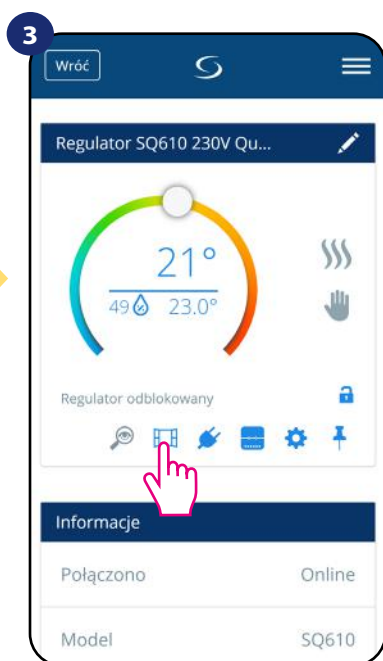 3
Wróć
Regulator SQ610 230V Qu...
21°
49 23.0°
Regulator odblokowany
Informacje
Połączono Online
Model SQ610